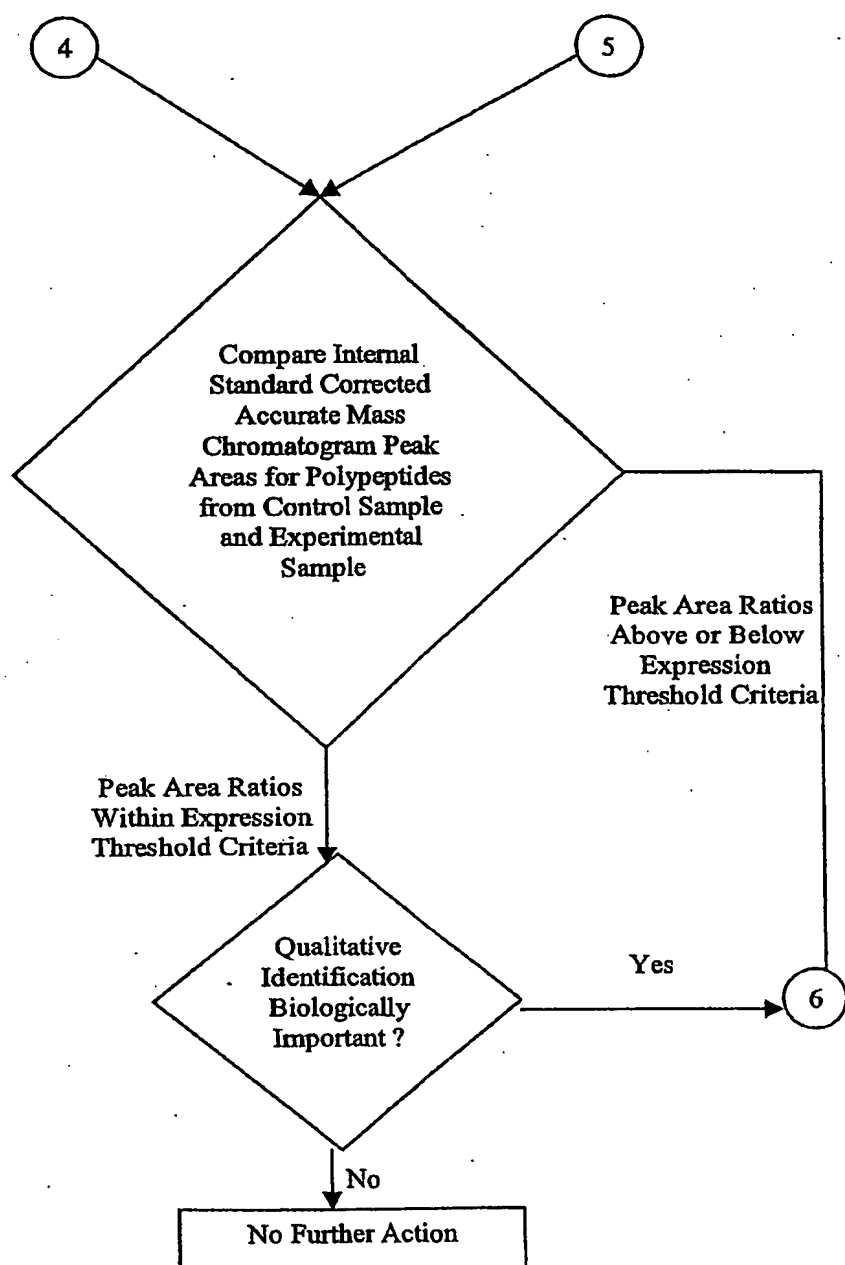 4
5
Compare Internal
Standard Corrected
Accurate Mass
Chromatogram Peak
Areas for Polypeptides
from Control Sample
and Experimental
Sample
Peak Area Ratios
Above or Below
Expression
Threshold Criteria
Peak Area Ratios
Within Expression
Threshold Criteria
Qualitative
Identification
Biologically
Important ?
Yes
6
No
No Further Action